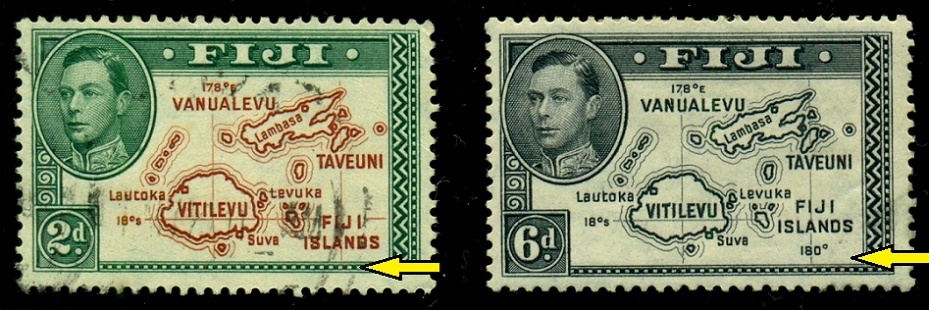 · FIJI ·
178°E
VANUALEVU
Lambasa
TAVEUNI
Lautoka
Levuka
VITILEVU
18°S
FIJI
ISLANDS
Suva
2d.
· FIJI ·
178°E
VANUALEVU
Lambasa
TAVEUNI
Lautoka
Levuka
VITILEVU
18°S
FIJI
ISLANDS
Suva
180°
6d.